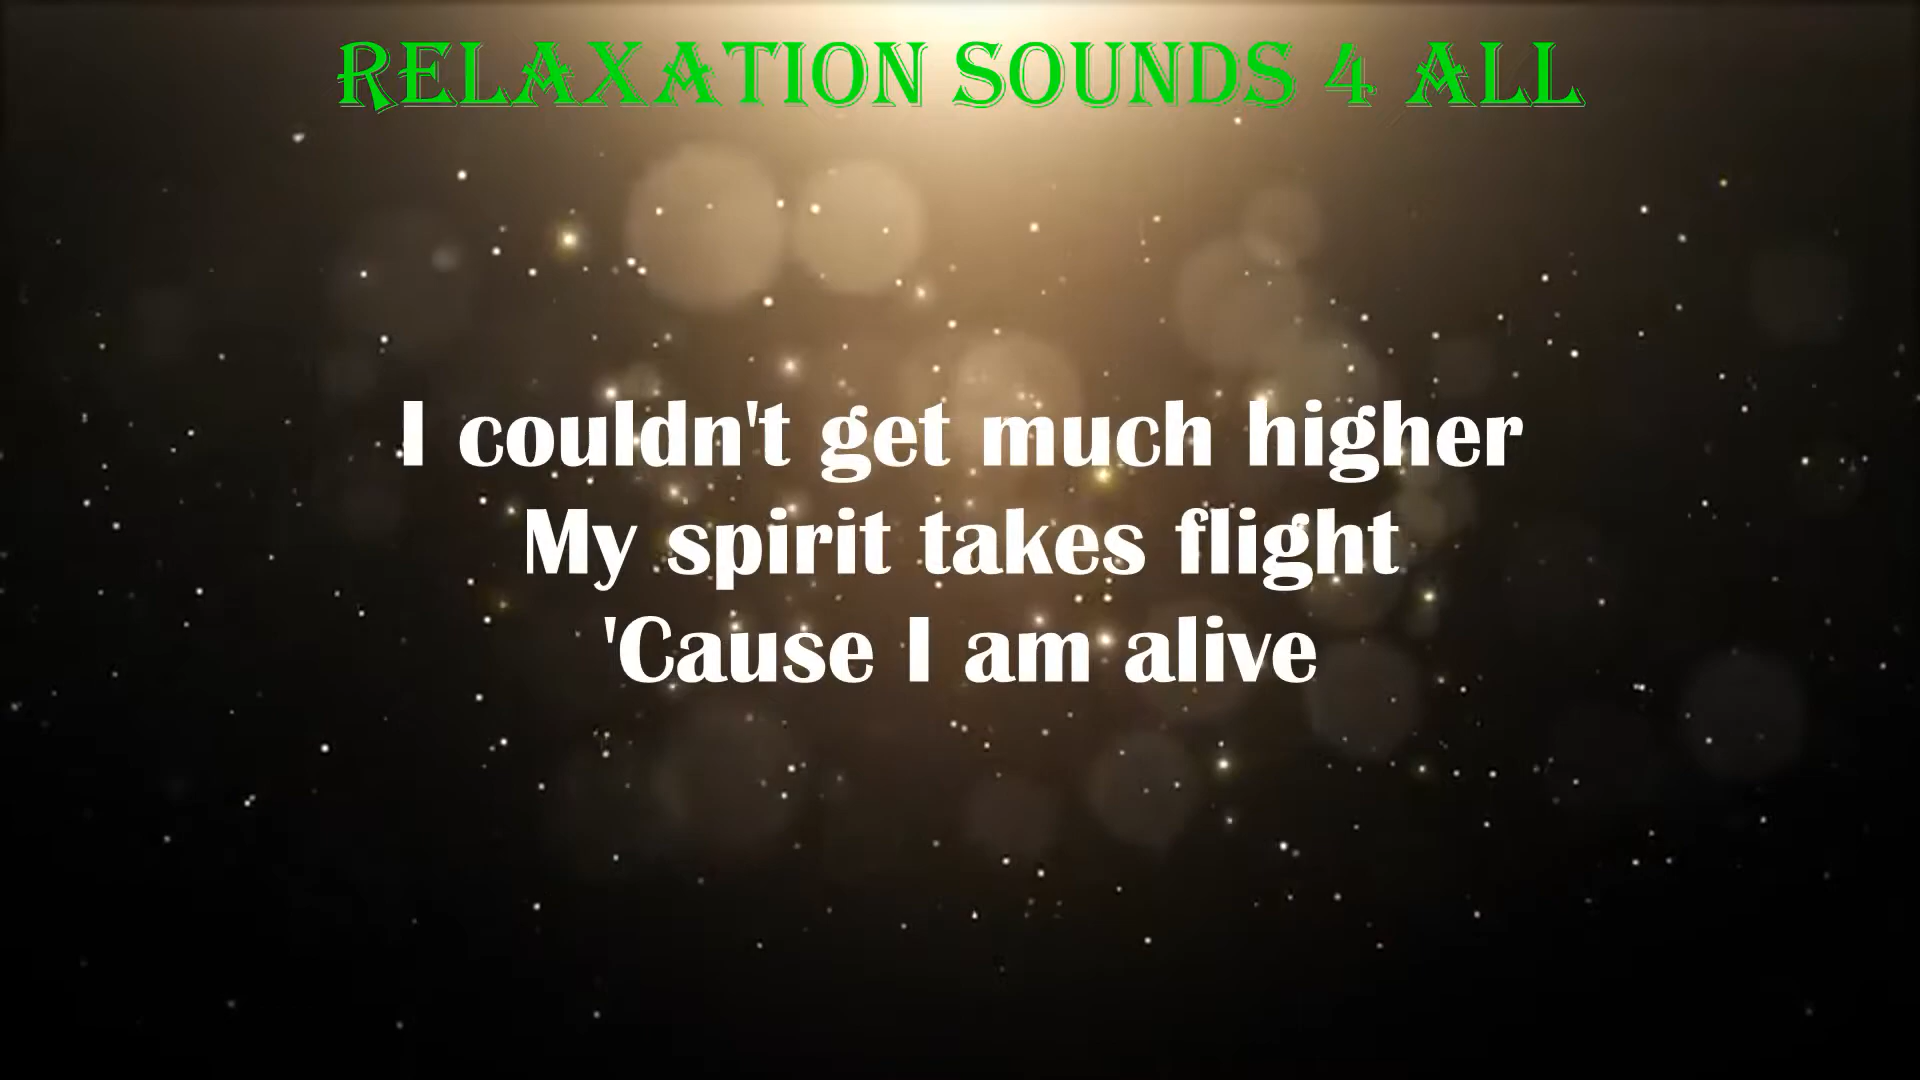 RELAXATION SOUNDS 4 ALL
I couldn't get much higher
My spirit takes flight
'Cause I am alive